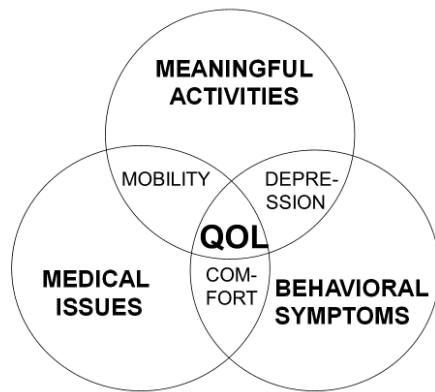 MEANINGFUL
ACTIVITIES
MOBILITY
DEPRE-
SSION
QOL
MEDICAL
ISSUES
COM-
FORT
BEHAVIORAL
SYMPTOMS